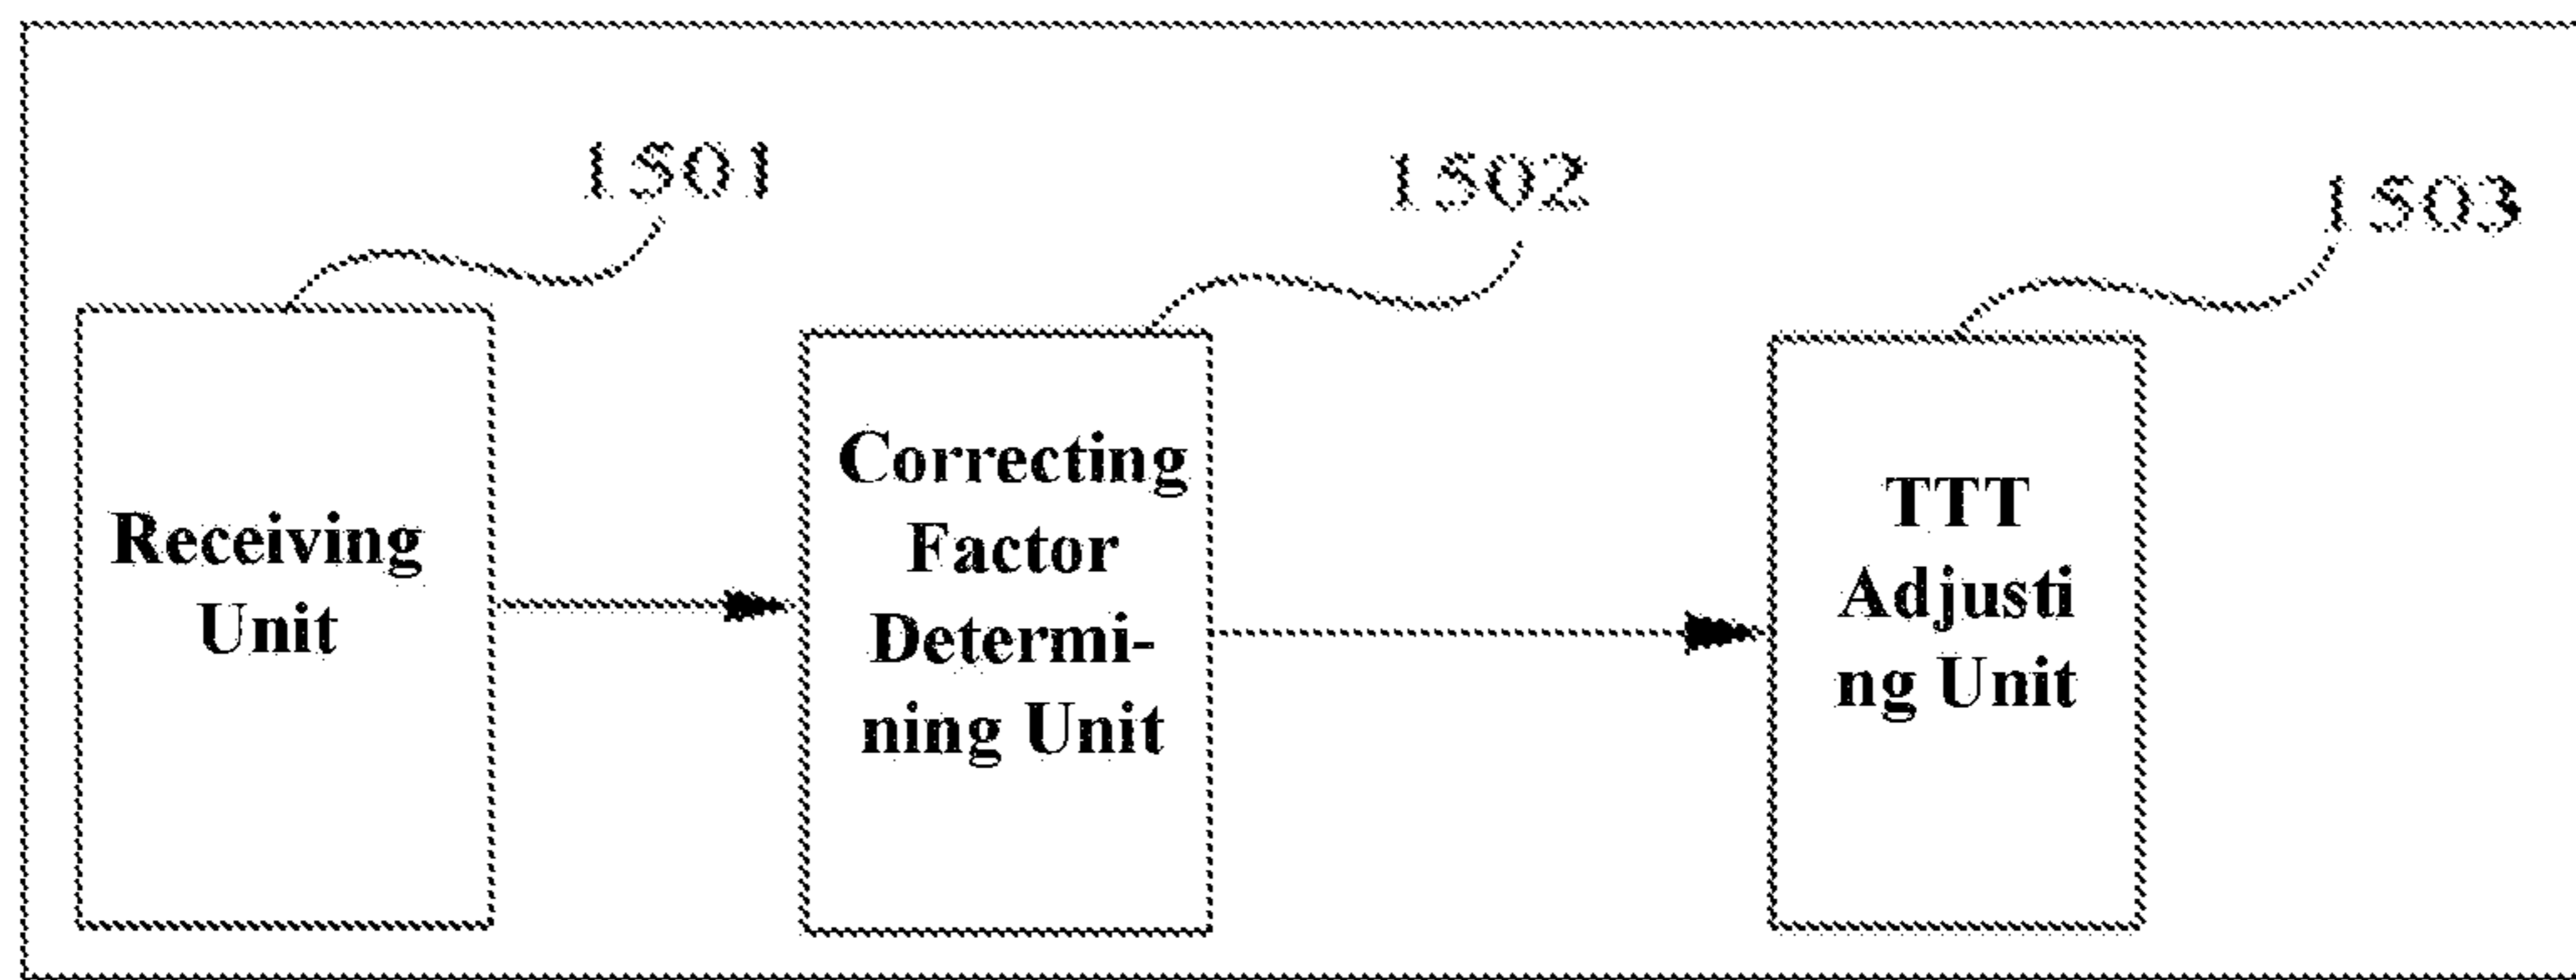 1501
1502
1503
Receiving
Unit
Correcting
Factor
Determi-
ning Unit
TTT
Adjusti
ng Unit